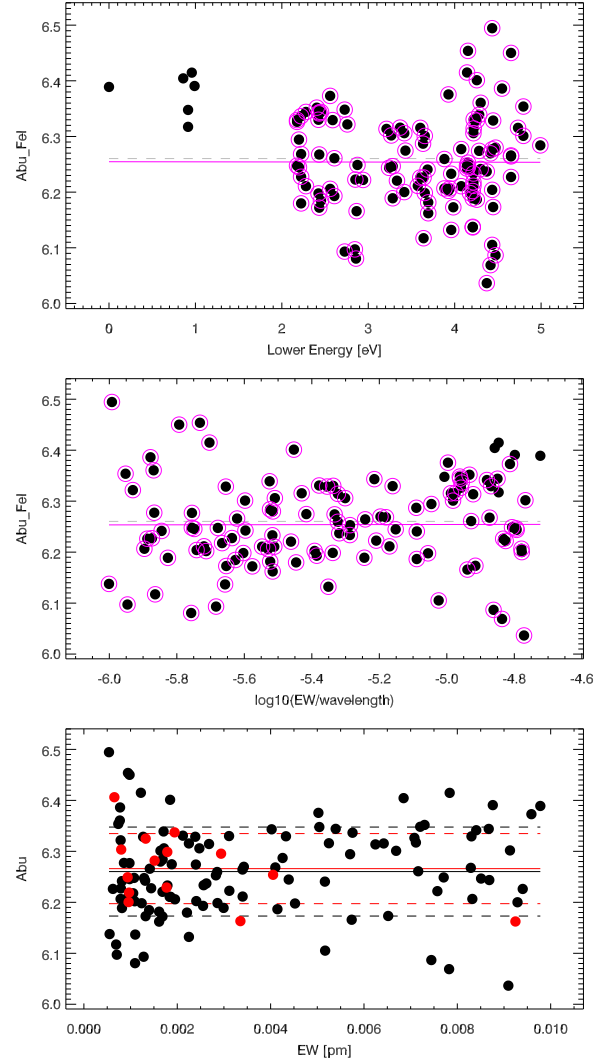 6.5
6.4
6.3
6.2
6.1
6.0
Abu_FeI
0 1 2 3 4 5
Lower Energy [eV]
6.5
6.4
6.3
6.2
6.1
6.0
Abu_FeI
-6.0 -5.8 -5.6 -5.4 -5.2 -5.0 -4.8 -4.6
log10(EW/wavelength)
6.5
6.4
6.3
6.2
6.1
6.0
Abu
0.000 0.002 0.004 0.006 0.008 0.010
EW [pm]